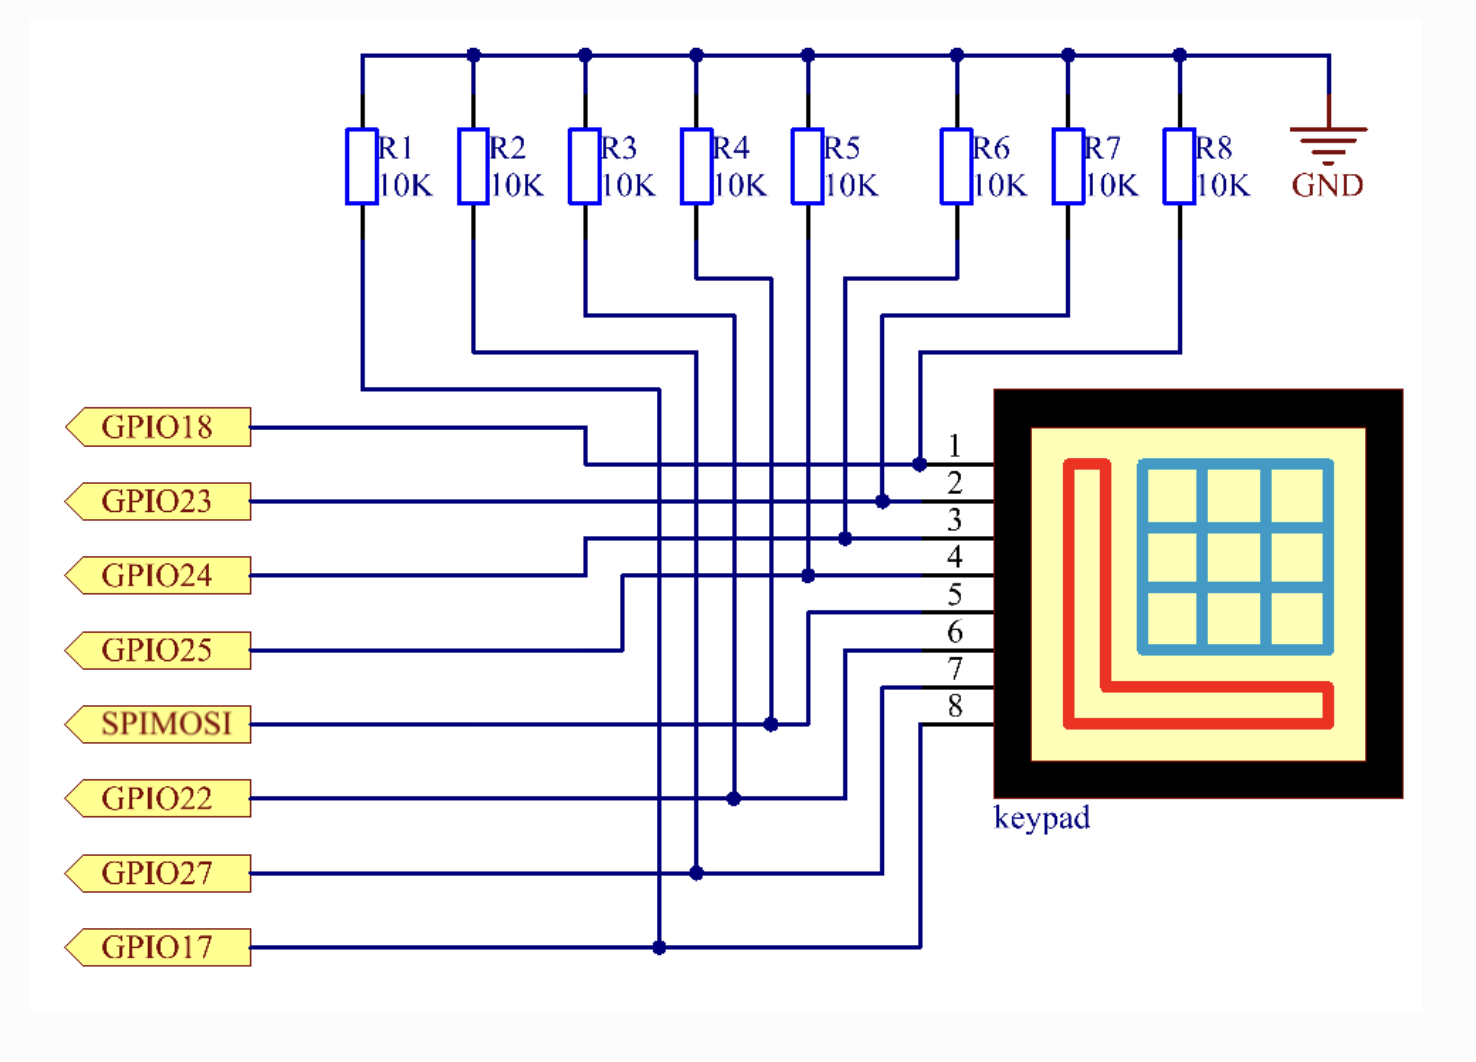 R1
10K
R2
10K
R3
10K
R4
10K
R5
10K
R6
10K
R7
10K
R8
10K
GND
GPIO18
GPIO23
GPIO24
GPIO25
SPIMOSI
GPIO22
GPIO27
GPIO17
1
2
3
4
5
6
7
8
keypad